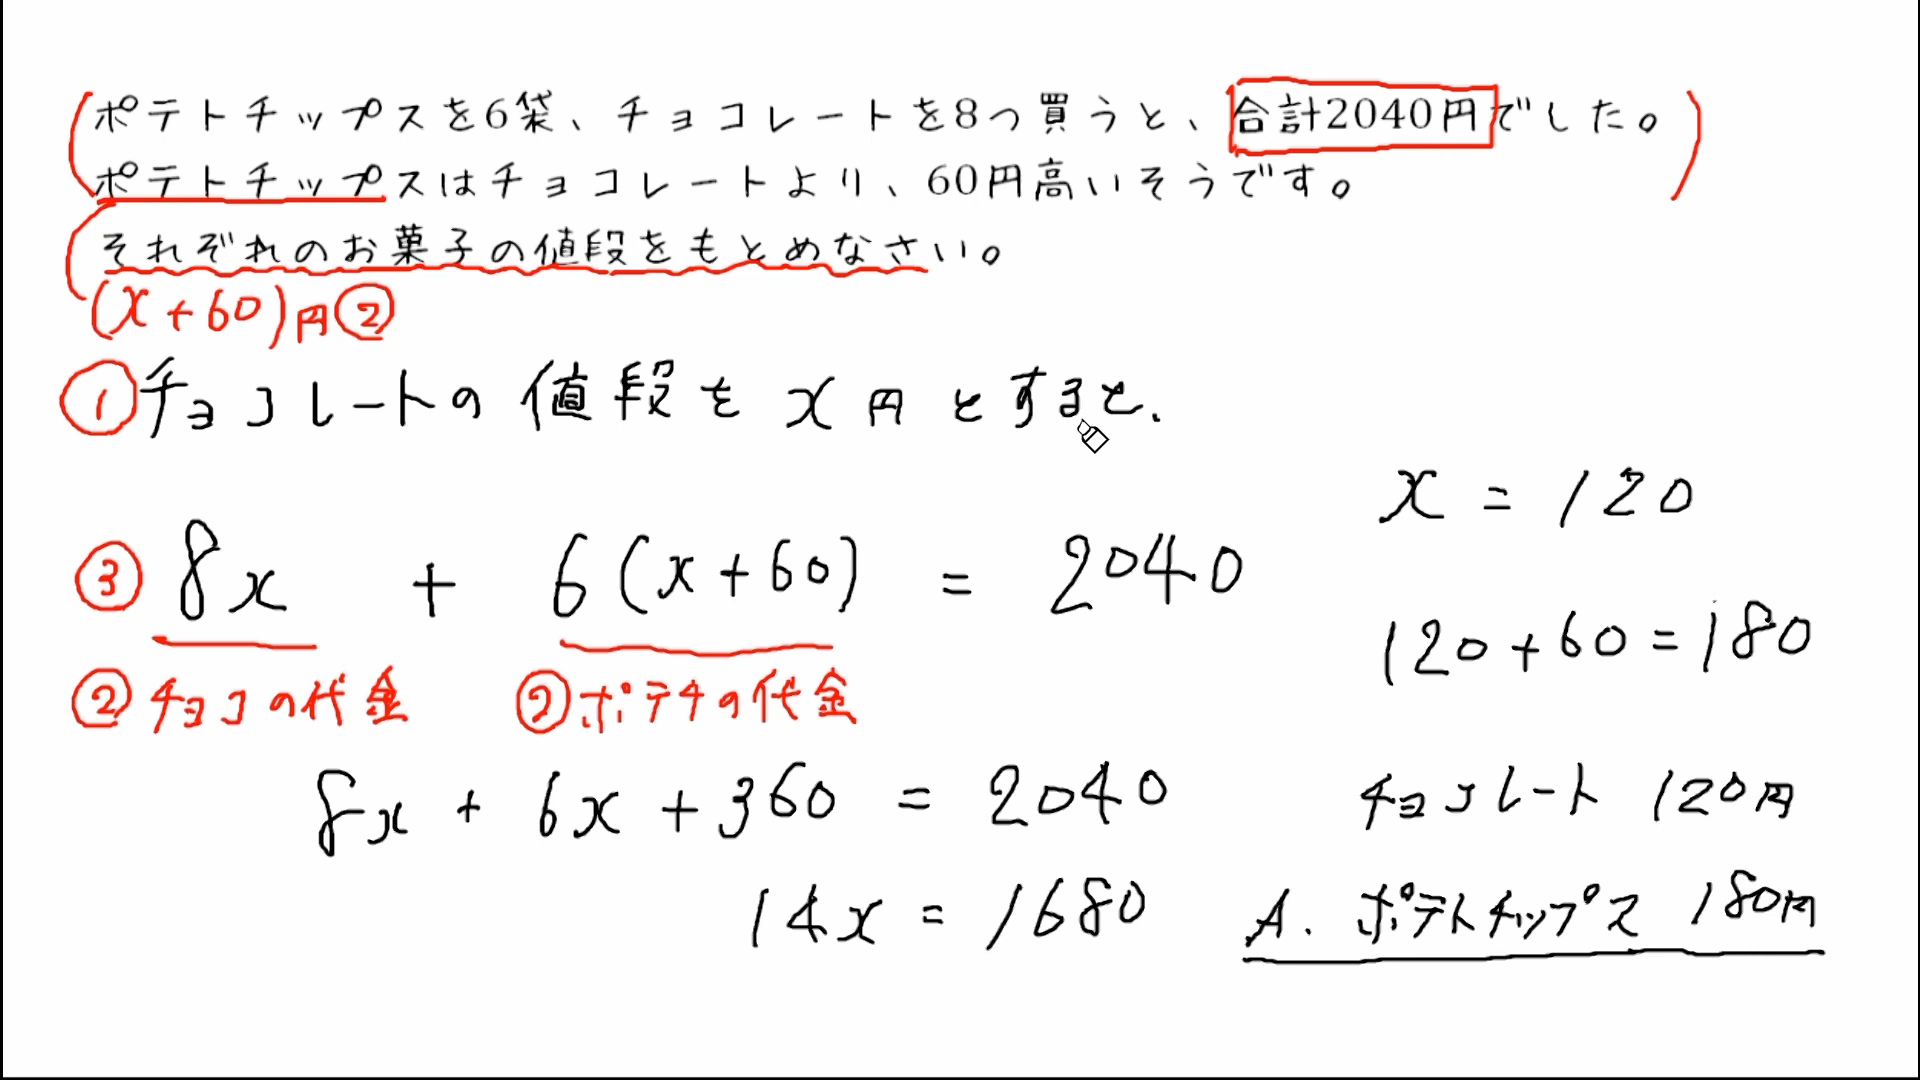 ポテトチップスを6袋、チョコレートを8つ買うと、合計2040円でした。
ポテトチップスはチョコレートより、60円高いそうです。
それぞれのお菓子の値段をもとめなさい。
(x+60)円②
①チョコレートの値段を x 円とすると、
③ 8x + 6(x+60) = 2040
②チョコの代金 ②ポテチの代金
8x + 6x + 360 = 2040
14x = 1680
x = 120
120+60=180
チョコレート 120円
A. ポテトチップス 180円